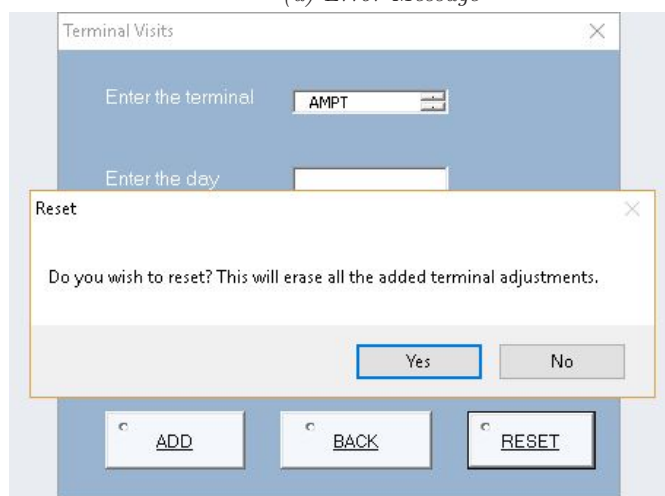 (a) Error Message
Terminal Visits
Enter the terminal
AMPT
Enter the day
Reset
Do you wish to reset? This will erase all the added terminal adjustments.
Yes
No
ADD
BACK
RESET